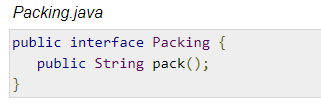 Packing.java
public interface Packing {
   public String pack();
}